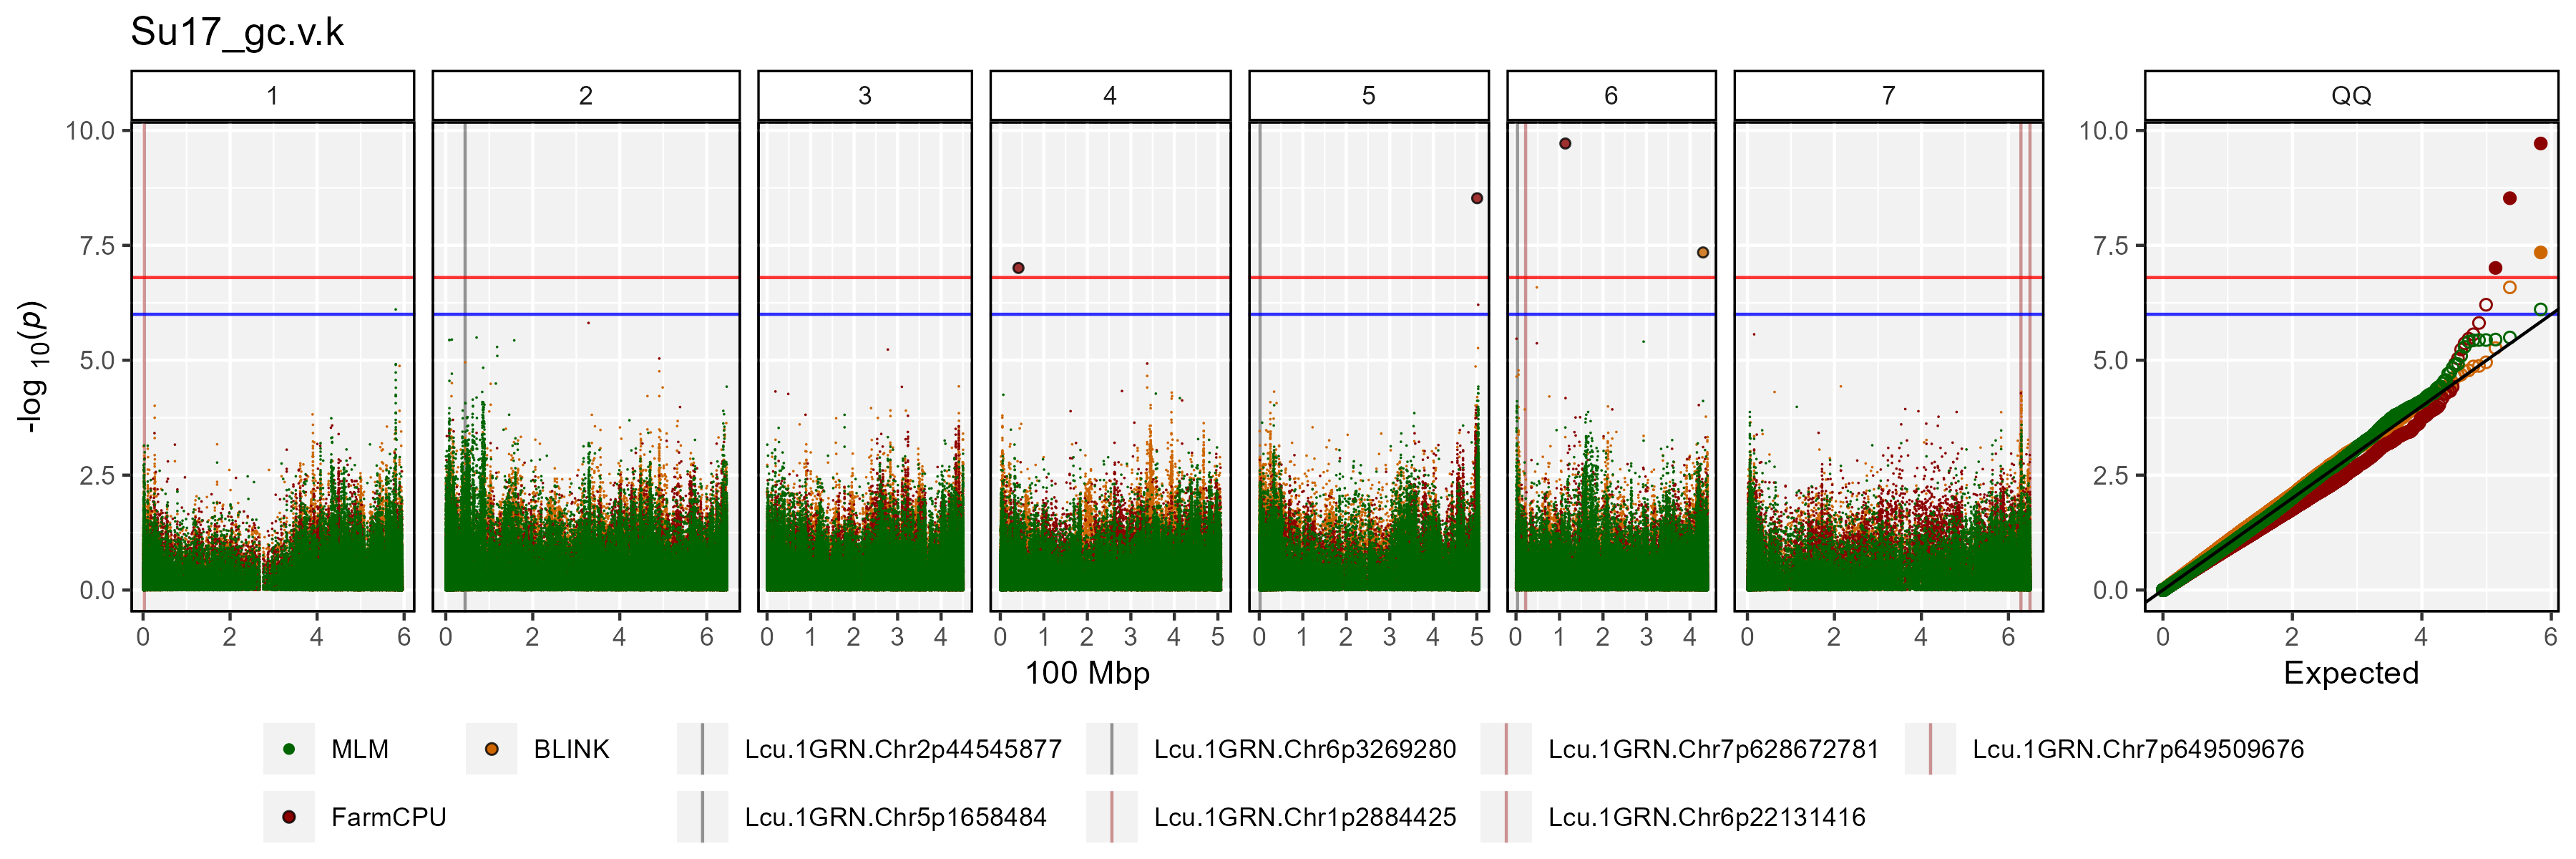 Su17_gc.v.k
1 2 3 4 5 6 7 QQ
10.0 10.0
7.5 7.5
5.0 5.0
2.5 2.5
0.0 0.0
-log 10(p)
0 2 4 6 0 2 4 6 0 1 2 3 4 0 1 2 3 4 5 0 1 2 3 4 5 0 1 2 3 4 0 2 4 6 0 2 4 6
100 Mbp Expected
MLM BLINK Lcu.1GRN.Chr2p44545877 Lcu.1GRN.Chr6p3269280 Lcu.1GRN.Chr7p628672781 Lcu.1GRN.Chr7p649509676
FarmCPU Lcu.1GRN.Chr5p1658484 Lcu.1GRN.Chr1p2884425 Lcu.1GRN.Chr6p22131416